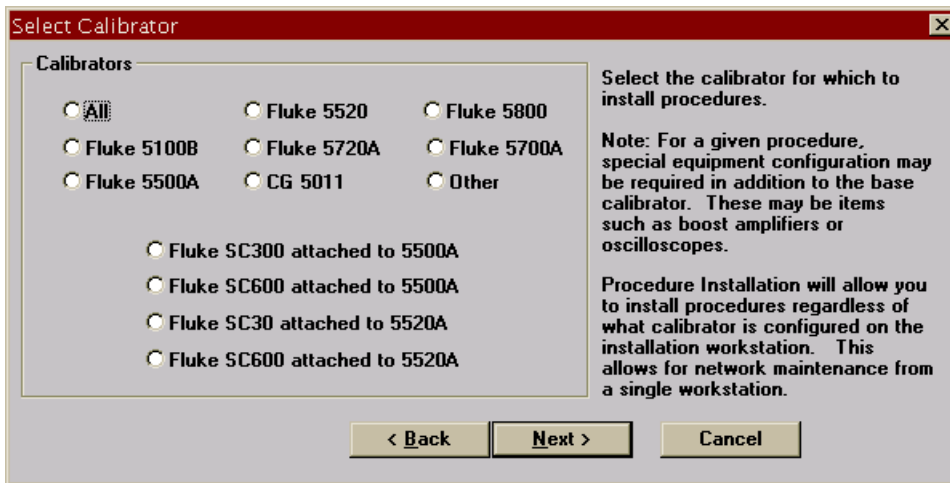 Select Calibrator
Calibrators
All
Fluke 5520
Fluke 5800
Fluke 5100B
Fluke 5720A
Fluke 5700A
Fluke 5500A
CG 5011
Other
Fluke SC300 attached to 5500A
Fluke SC600 attached to 5500A
Fluke SC30 attached to 5520A
Fluke SC600 attached to 5520A
Select the calibrator for which to
install procedures.
Note: For a given procedure,
special equipment configuration may
be required in addition to the base
calibrator.  These may be items
such as boost amplifiers or
oscilloscopes.
Procedure Installation will allow you
to install procedures regardless of
what calibrator is configured on the
installation workstation.   This
allows for network maintenance from
a single workstation.
< Back
Next >
Cancel